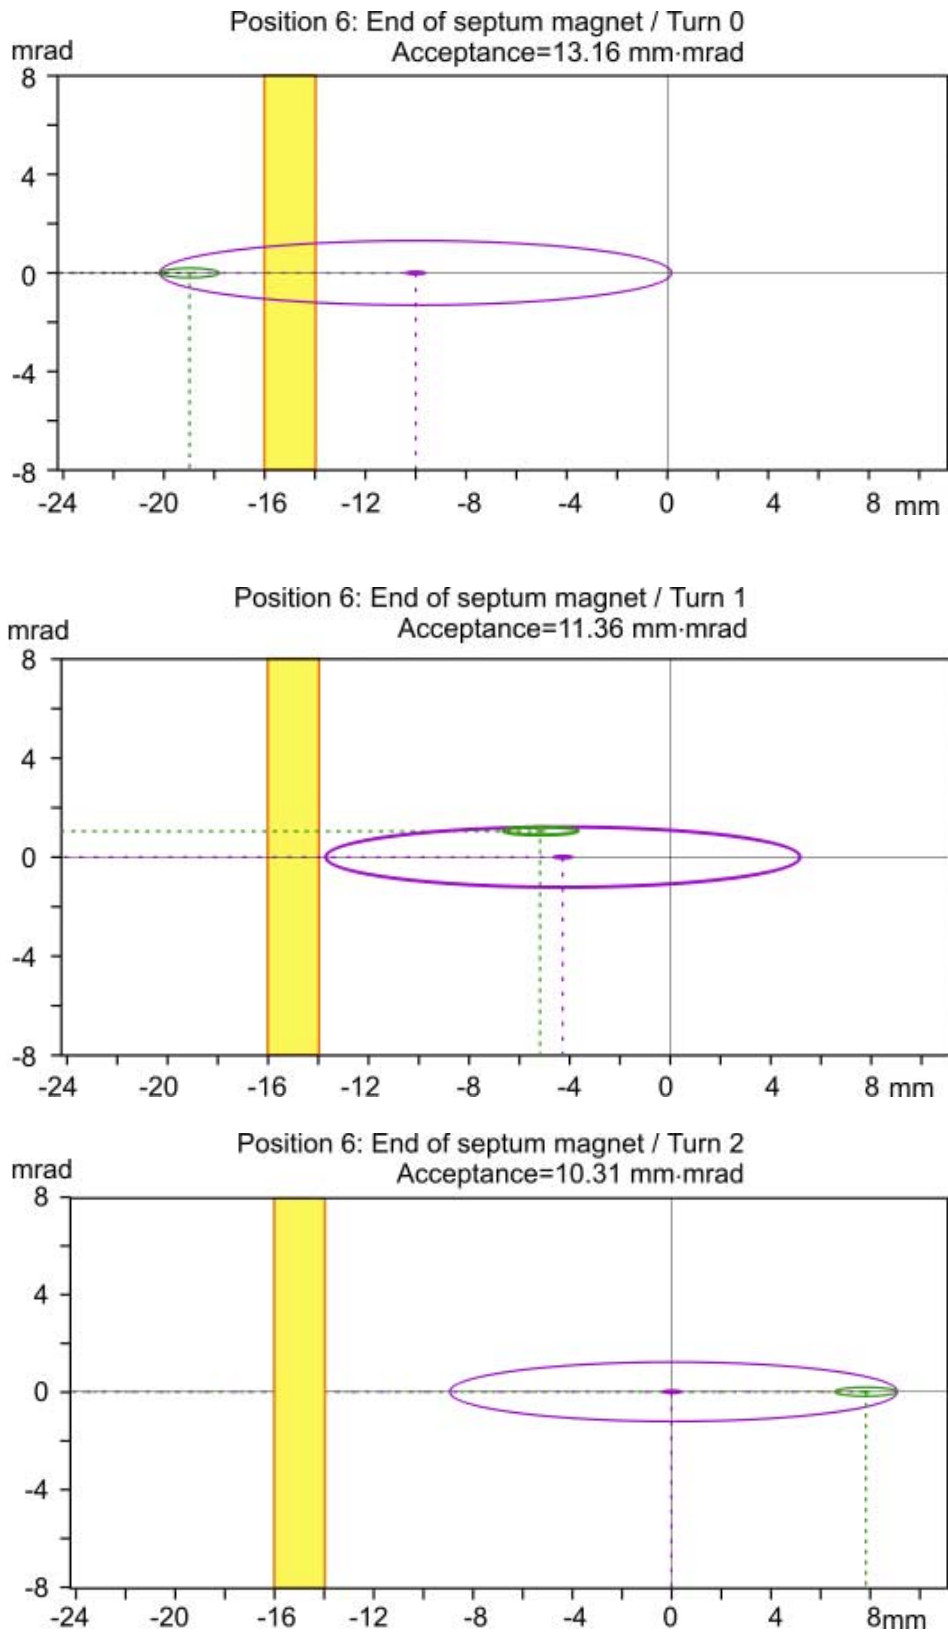 Position 6: End of septum magnet / Turn 0
mrad Acceptance=13.16 mm·mrad
8
4
0
-4
-8
-24 -20 -16 -12 -8 -4 0 4 8 mm
Position 6: End of septum magnet / Turn 1
mrad Acceptance=11.36 mm·mrad
8
4
0
-4
-8
-24 -20 -16 -12 -8 -4 0 4 8 mm
Position 6: End of septum magnet / Turn 2
mrad Acceptance=10.31 mm·mrad
8
4
0
-4
-8
-24 -20 -16 -12 -8 -4 0 4 8mm